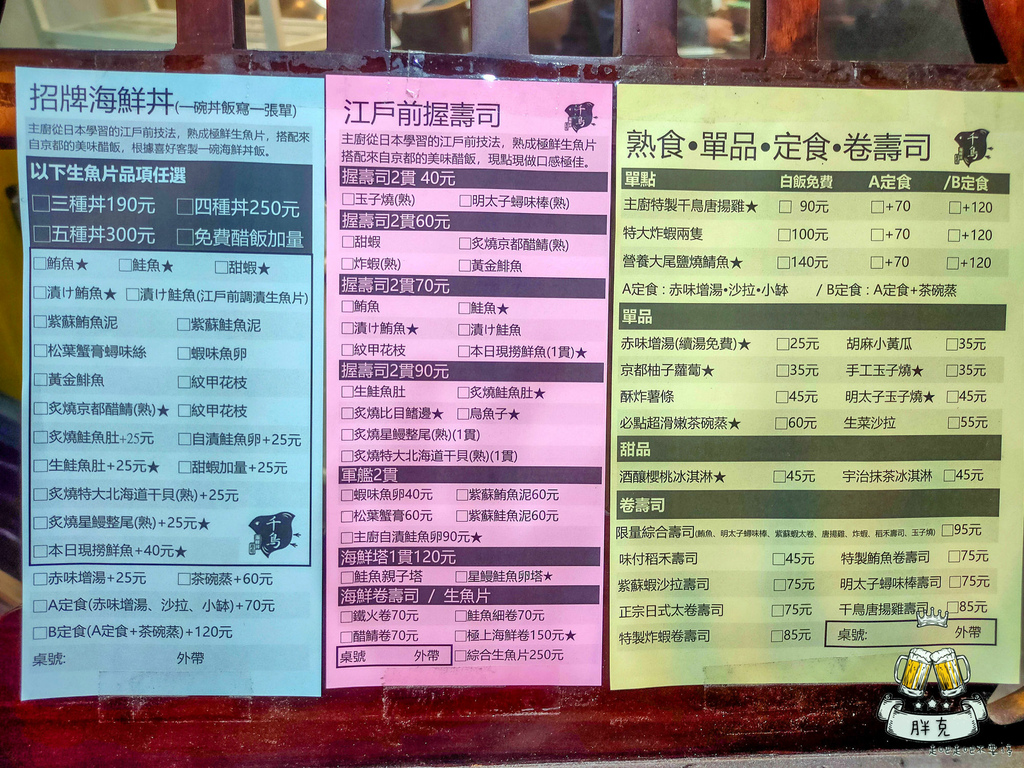 招牌海鮮丼(一碗丼飯寫一張單)
主廚從日本學習的江戶前技法，熟成極鮮生魚片，搭配來
自京都的美味醋飯，根據喜好客製一碗海鮮丼飯。
以下生魚片品項任選
□三種丼190元 □四種丼250元
□五種丼300元 □免費醋飯加量
□鮪魚★ □鮭魚★ □甜蝦★
□漬け鮪魚★ □漬け鮭魚(江戶前調漬生魚片)
□紫蘇鮪魚泥 □紫蘇鮭魚泥
□松葉蟹膏蟳味絲 □蝦味魚卵
□黃金鯡魚 □紋甲花枝
□炙燒京都醋鯖(熟)★ □紋甲花枝
□炙燒鮭魚肚+25元 □自漬鮭魚卵+25元
□生鮭魚肚+25元★ □甜蝦加量+25元
□炙燒特大北海道干貝(熟)+25元
□炙燒星鰻整尾(熟)+25元★
□本日現撈鮮魚+40元★
千鳥
□赤味增湯+25元 □茶碗蒸+60元
□A定食(赤味增湯、沙拉、小缽)+70元
□B定食(A定食+茶碗蒸)+120元
桌號: 外帶
江戶前握壽司
千鳥
主廚從日本學習的江戶前技法，熟成極鮮生魚片
搭配來自京都的美味醋飯，現點現做口感極佳。
握壽司2貫 40元
□玉子燒(熟) □明太子蟳味棒(熟)
握壽司2貫60元
□甜蝦 □炙燒京都醋鯖(熟)
□炸蝦(熟) □黃金鯡魚
握壽司2貫70元
□鮪魚 □鮭魚★
□漬け鮪魚★ □漬け鮭魚
□紋甲花枝 □本日現撈鮮魚(1貫)★
握壽司2貫90元
□生鮭魚肚 □炙燒鮭魚肚★
□炙燒比目鰭邊★ □烏魚子★
□炙燒星鰻整尾(熟)(1貫)
□炙燒特大北海道干貝(熟)(1貫)
軍艦2貫
□蝦味魚卵40元 □紫蘇鮪魚泥60元
□松葉蟹膏60元 □紫蘇鮭魚泥60元
□主廚自漬鮭魚卵90元★
海鮮塔1貫120元
□鮭魚親子塔 □星鰻鮭魚卵塔★
海鮮卷壽司 / 生魚片
□鐵火卷70元 □鮭魚細卷70元
□醋鯖卷70元 □極上海鮮卷150元★
桌號 外帶 □綜合生魚片250元
熟食•單品•定食•卷壽司
千鳥
單點 白飯免費 A定食 /B定食
主廚特製千鳥唐揚雞★ □ 90元 □+70 □+120
特大炸蝦兩隻 □100元 □+70 □+120
營養大尾鹽燒鯖魚★ □140元 □+70 □+120
A定食 : 赤味增湯•沙拉•小缽 / B定食 : A定食+茶碗蒸
單品
赤味增湯(續湯免費)★ □25元 胡麻小黃瓜 □35元
京都柚子蘿蔔★ □35元 手工玉子燒★ □35元
酥炸薯條 □45元 明太子玉子燒★ □45元
必點超滑嫩茶碗蒸★ □60元 生菜沙拉 □55元
甜品
酒釀櫻桃冰淇淋★ □45元 宇治抹茶冰淇淋 □45元
卷壽司
限量綜合壽司(鮪魚、明太子蟳味棒、紫蘇蝦太卷、唐揚雞、炸蝦、稻禾壽司、玉子燒) □95元
味付稻禾壽司 □45元 特製鮪魚卷壽司 □75元
紫蘇蝦沙拉壽司 □75元 明太子蟳味棒壽司 □75元
正宗日式太卷壽司 □75元 千鳥唐揚雞壽司 □85元
特製炸蝦卷壽司 □85元 桌號: 外帶
胖克